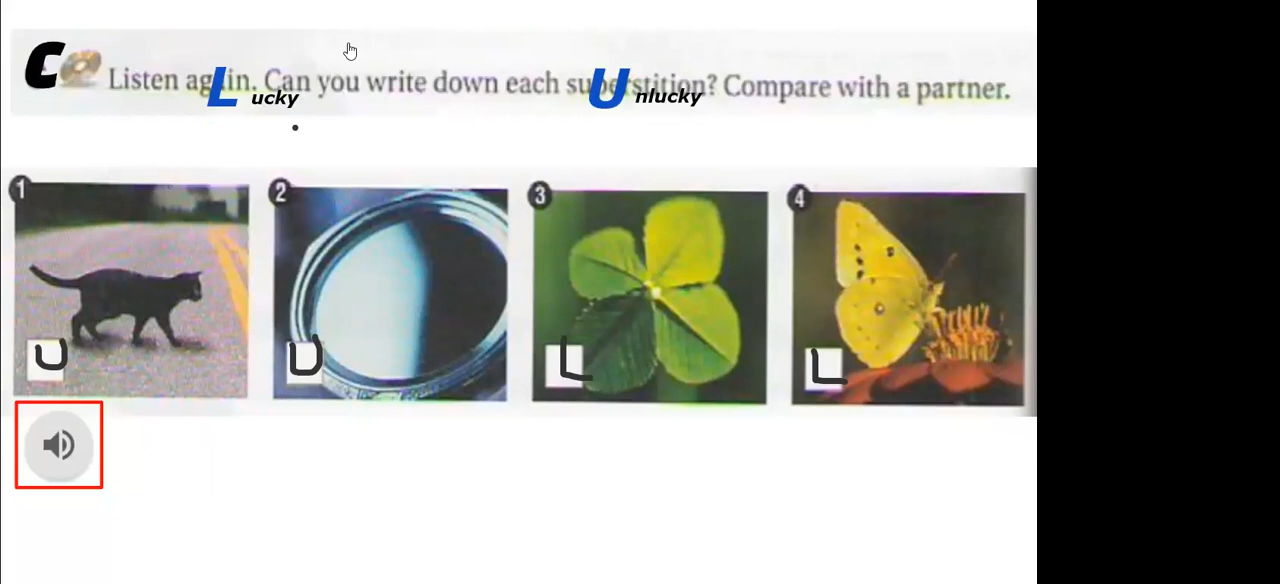 C Listen again. Can you write down each superstition? Compare with a partner.
Lucky Unlucky
1 2 3 4
U U L L